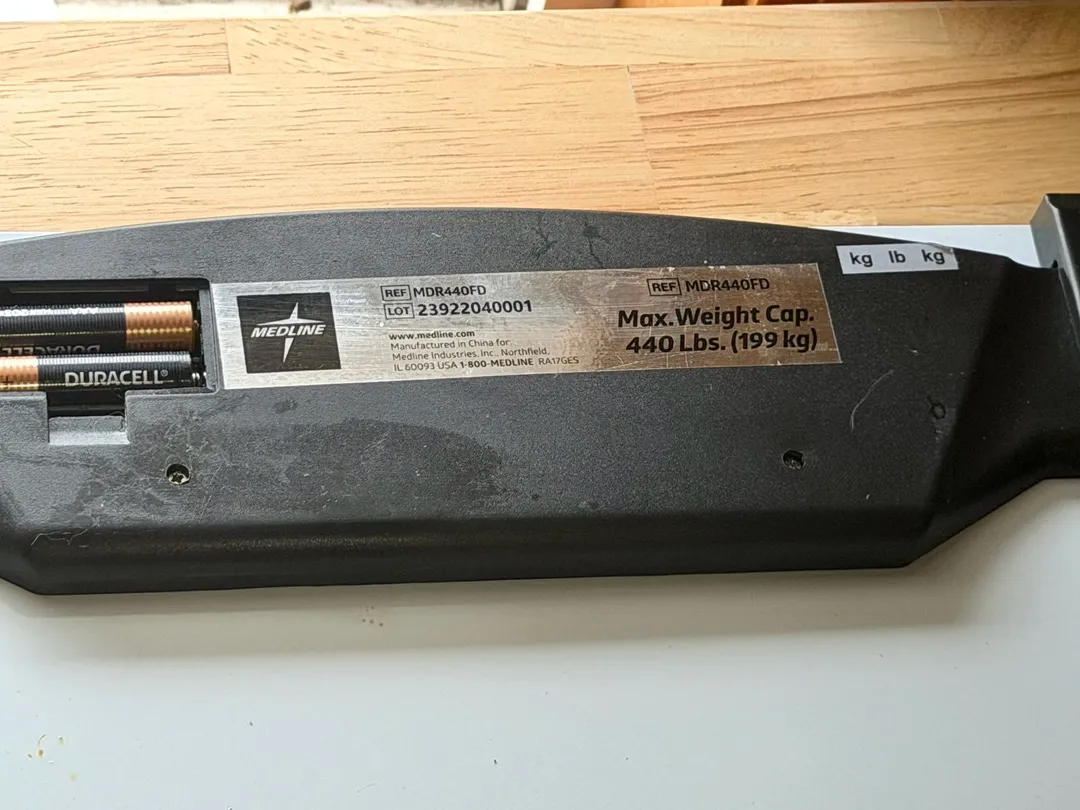 kg lb kg
MEDLINE
REF MDR440FD
LOT 23922040001
www.medline.com
Manufactured in China for:
Medline Industries, Inc., Northfield,
IL 60093 USA 1-800-MEDLINE RA17GES
REF MDR440FD
Max. Weight Cap.
440 Lbs. (199 kg)
DURACELL
DURACELL®